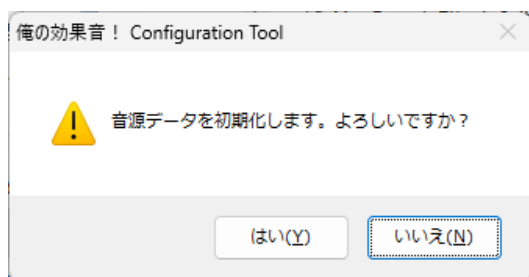 俺の効果音！ Configuration Tool
音源データを初期化します。よろしいですか？
はい(Y)
いいえ(N)